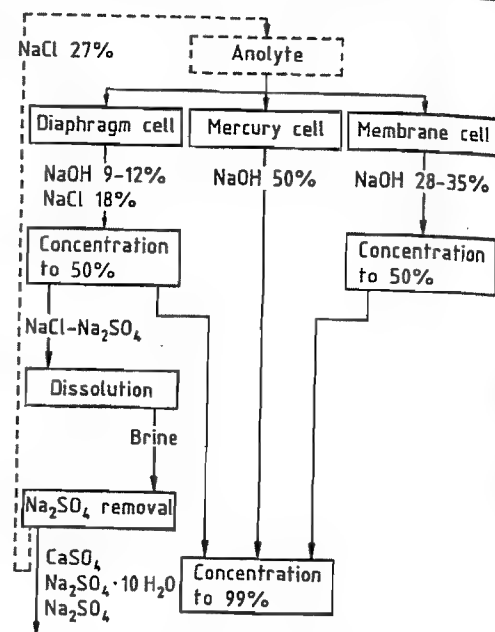 NaCl 27%
Anolyte
Diaphragm cell
Mercury cell
Membrane cell
NaOH 9–12%
NaCl 18%
NaOH 50%
NaOH 28–35%
Concentration
to 50%
Concentration
to 50%
NaCl–Na₂SO₄
Dissolution
Brine
Na₂SO₄ removal
CaSO₄
Na₂SO₄·10 H₂O
Na₂SO₄
Concentration
to 99%